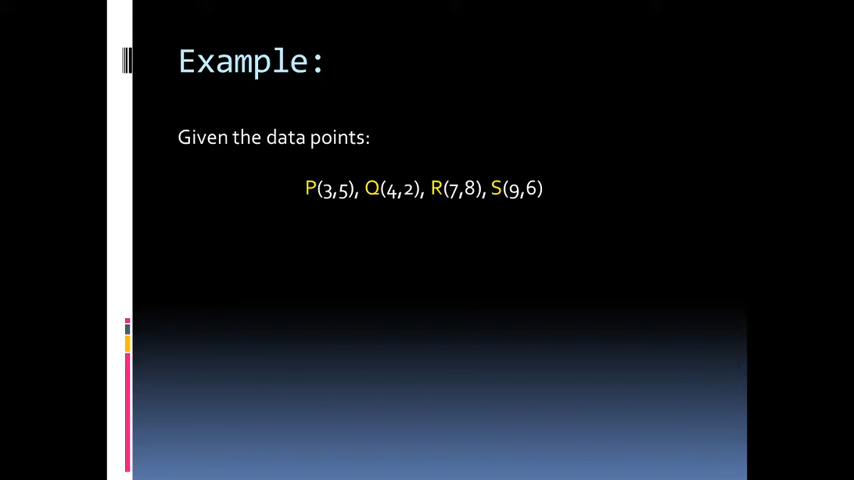 Example:
Given the data points:
P(3,5), Q(4,2), R(7,8), S(9,6)